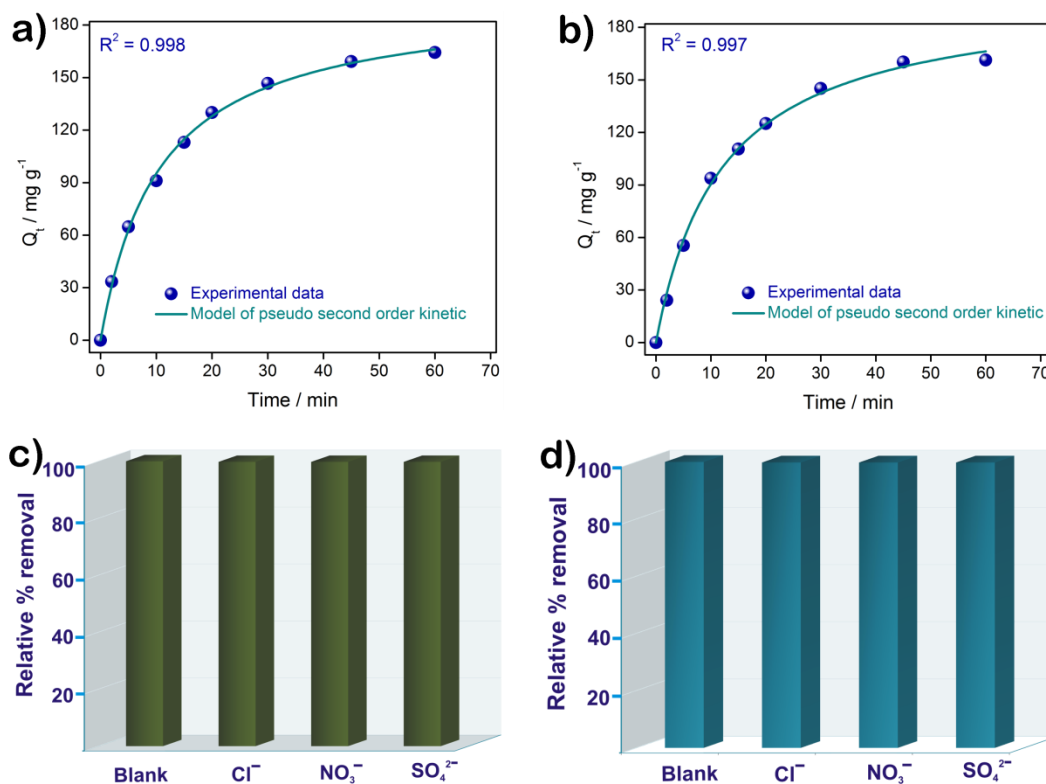 a)
R² = 0.998
180
150
120
90
60
30
0
Qₜ / mg g⁻¹
Experimental data
Model of pseudo second order kinetic
0 10 20 30 40 50 60 70
Time / min
b)
R² = 0.997
180
150
120
90
60
30
0
Qₜ / mg g⁻¹
Experimental data
Model of pseudo second order kinetic
0 10 20 30 40 50 60 70
Time / min
c)
100
80
60
40
20
Relative % removal
Blank Cl⁻ NO₃⁻ SO₄²⁻
d)
100
80
60
40
20
Relative % removal
Blank Cl⁻ NO₃⁻ SO₄²⁻